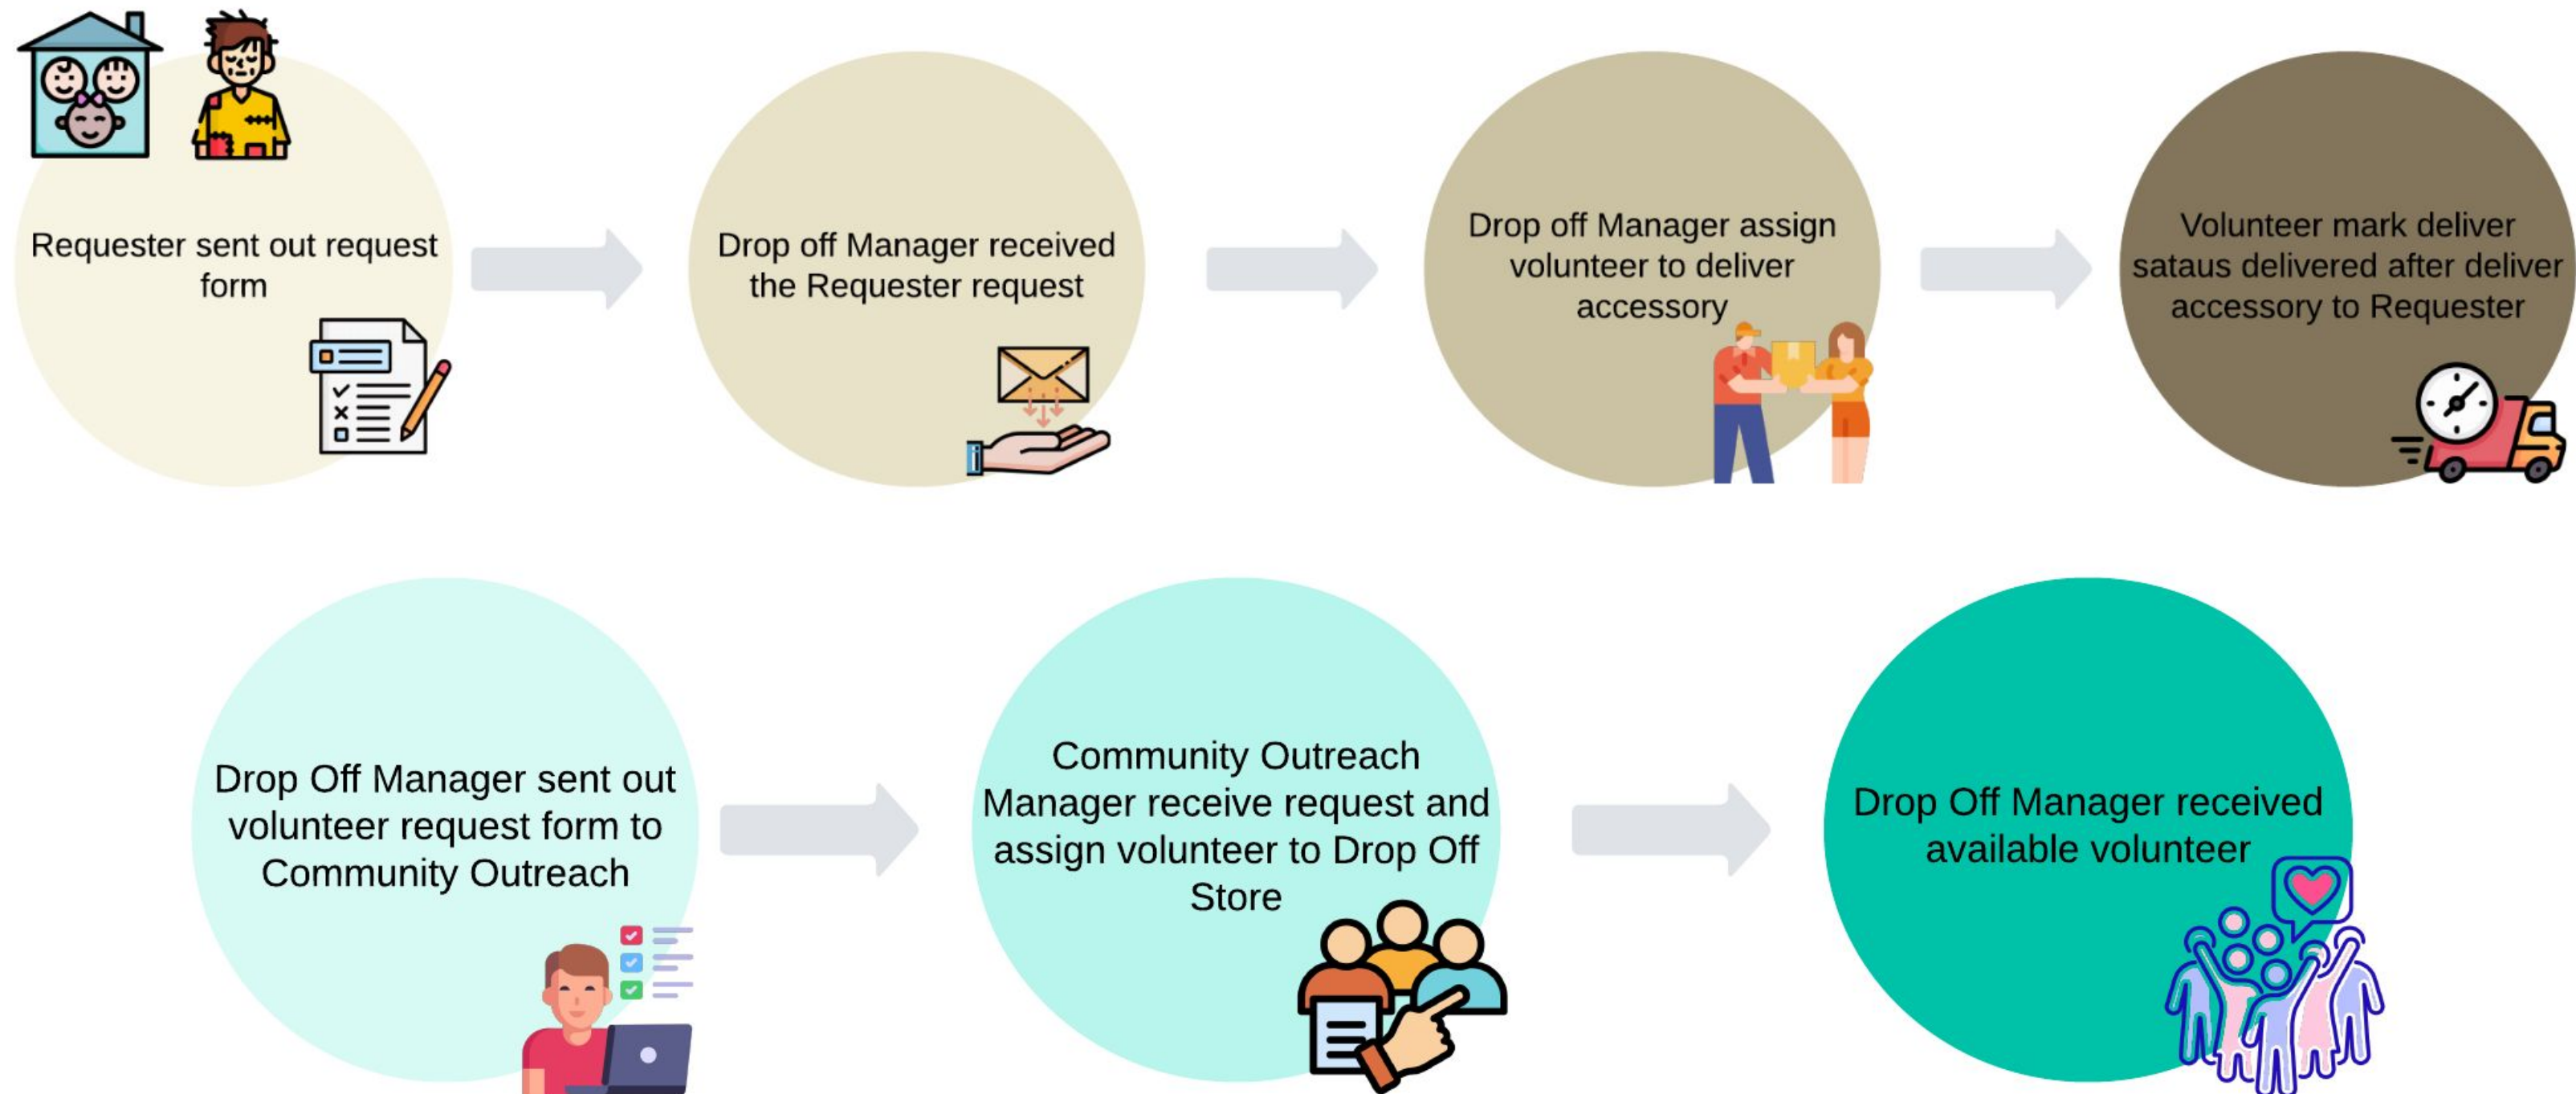 Requester sent out request
form
Drop off Manager received
the Requester request
Drop off Manager assign
volunteer to deliver
accessory
Volunteer mark deliver
sataus delivered after deliver
accessory to Requester
Drop Off Manager sent out
volunteer request form to
Community Outreach
Community Outreach
Manager receive request and
assign volunteer to Drop Off
Store
Drop Off Manager received
available volunteer